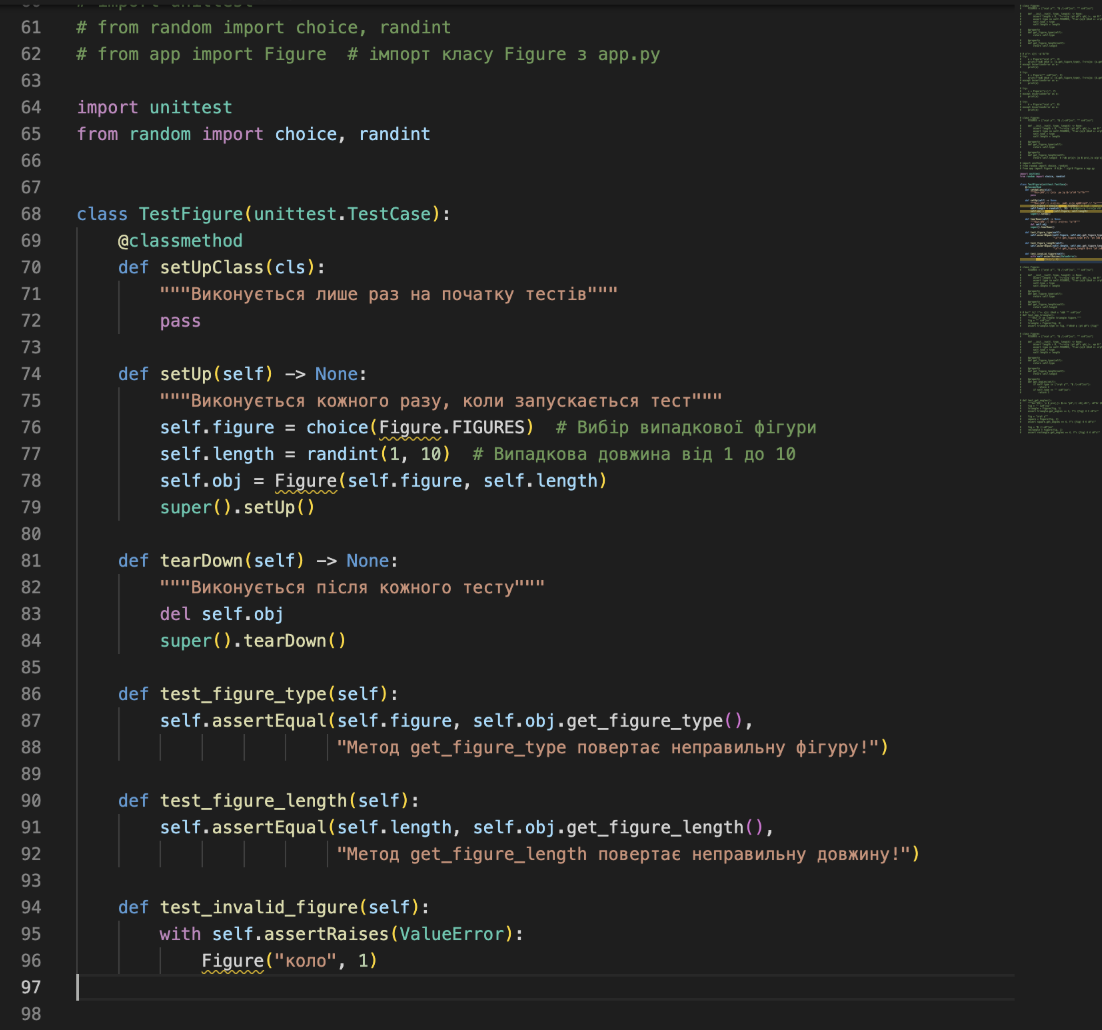 60 # import unittest
61 # from random import choice, randint
62 # from app import Figure  # імпорт класу Figure з app.py
63
64 import unittest
65 from random import choice, randint
66
67
68 class TestFigure(unittest.TestCase):
69     @classmethod
70     def setUpClass(cls):
71         """Виконується лише раз на початку тестів"""
72         pass
73
74     def setUp(self) -> None:
75         """Виконується кожного разу, коли запускається тест"""
76         self.figure = choice(Figure.FIGURES)  # Вибір випадкової фігури
77         self.length = randint(1, 10)  # Випадкова довжина від 1 до 10
78         self.obj = Figure(self.figure, self.length)
79         super().setUp()
80
81     def tearDown(self) -> None:
82         """Виконується після кожного тесту"""
83         del self.obj
84         super().tearDown()
85
86     def test_figure_type(self):
87         self.assertEqual(self.figure, self.obj.get_figure_type(),
88                          "Метод get_figure_type повертає неправильну фігуру!")
89
90     def test_figure_length(self):
91         self.assertEqual(self.length, self.obj.get_figure_length(),
92                          "Метод get_figure_length повертає неправильну довжину!")
93
94     def test_invalid_figure(self):
95         with self.assertRaises(ValueError):
96             Figure("коло", 1)
97
98